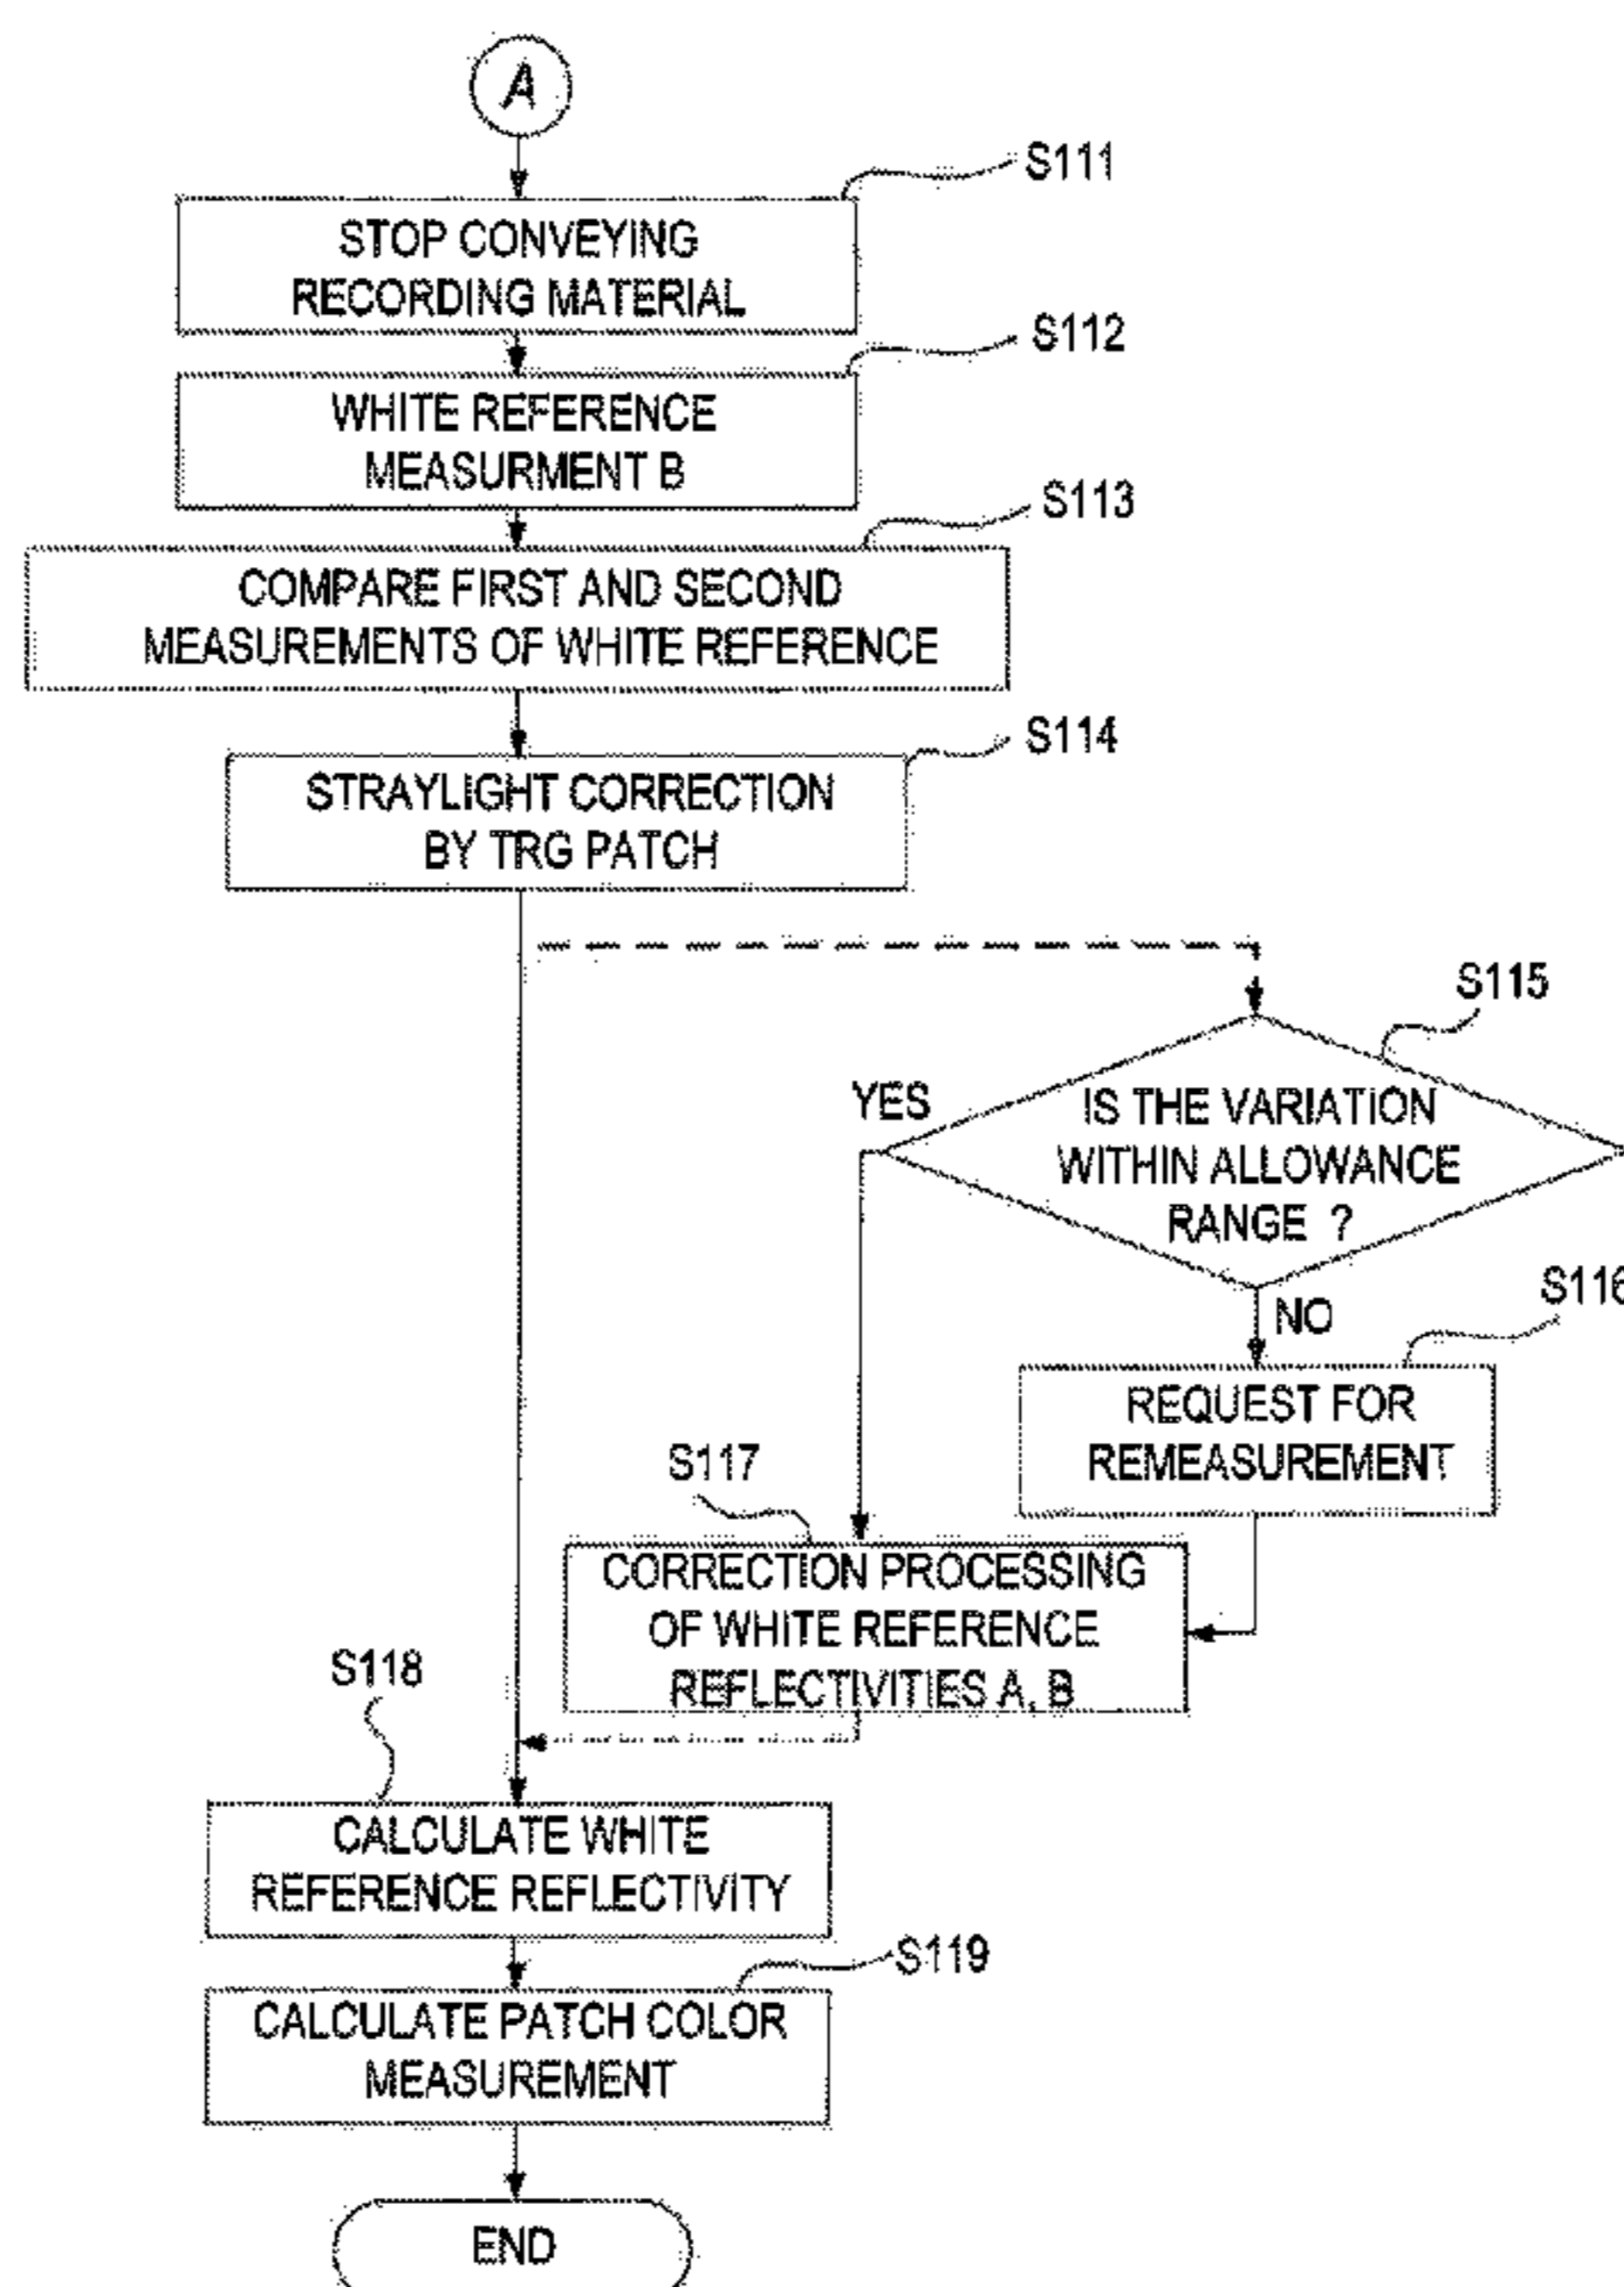 A
S111
STOP CONVEYING
RECORDING MATERIAL
S112
WHITE REFERENCE
MEASURMENT B
S113
COMPARE FIRST AND SECOND
MEASUREMENTS OF WHITE REFERENCE
S114
STRAYLIGHT CORRECTION
BY TRG PATCH
S115
YES
IS THE VARIATION
WITHIN ALLOWANCE
RANGE ?
NO
S116
REQUEST FOR
REMEASUREMENT
S117
CORRECTION PROCESSING
OF WHITE REFERENCE
REFLECTIVITIES A, B
S118
CALCULATE WHITE
REFERENCE REFLECTIVITY
S119
CALCULATE PATCH COLOR
MEASUREMENT
END